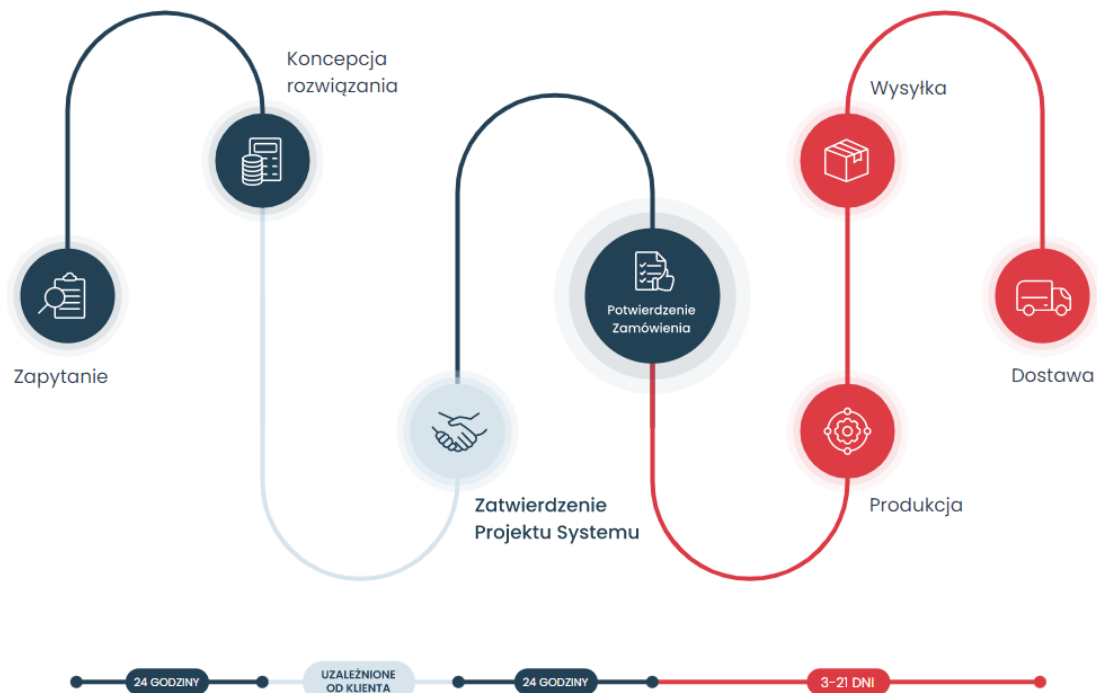 Zapytanie
Koncepcja
rozwiązania
Zatwierdzenie
Projektu Systemu
Potwierdzenie
Zamówienia
Produkcja
Wysyłka
Dostawa
24 GODZINY
UZALEŻNIONE
OD KLIENTA
24 GODZINY
3-21 DNI